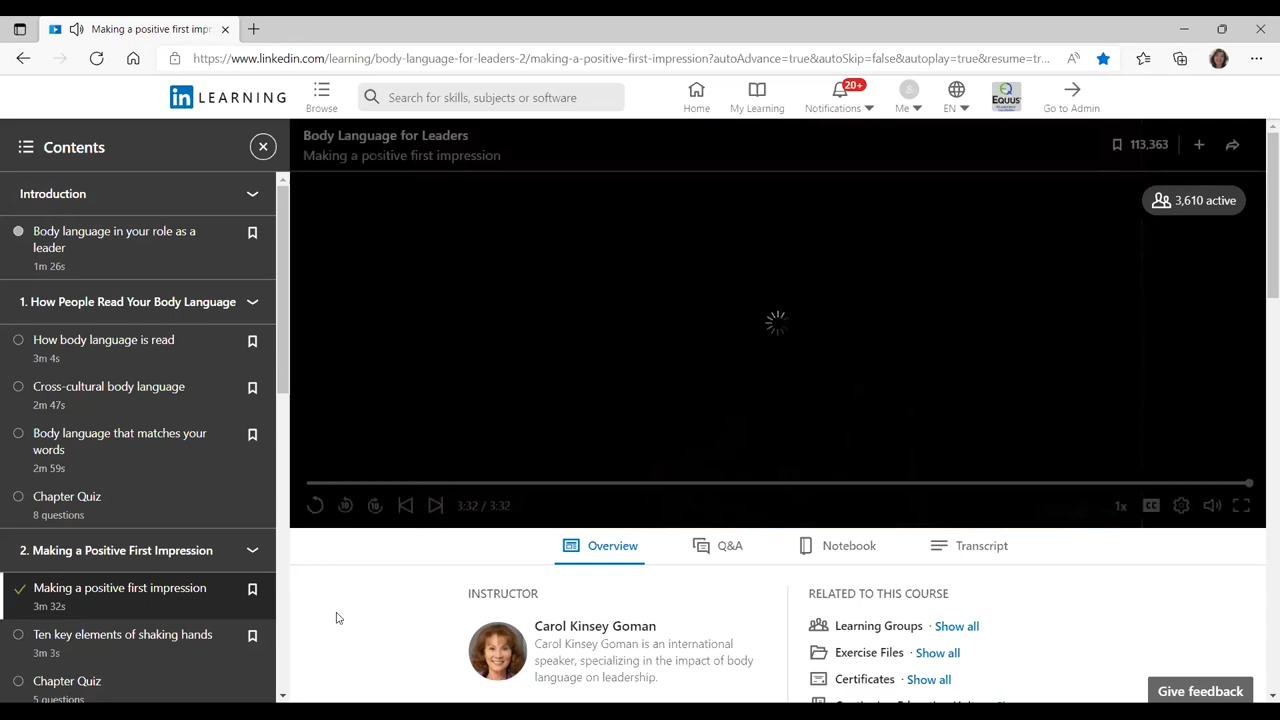 Making a positive first impr
https://www.linkedin.com/learning/body-language-for-leaders-2/making-a-positive-first-impression?autoAdvance=true&autoSkip=false&autoplay=true&resume=tr...
in LEARNING
Browse
Search for skills, subjects or software
Home
My Learning
20+
Notifications
Me
EN
EQUUS
Go to Admin
Contents
Body Language for Leaders
Making a positive first impression
113,363
3,610 active
Introduction
Body language in your role as a
leader
1m 26s
1. How People Read Your Body Language
How body language is read
3m 4s
Cross-cultural body language
2m 47s
Body language that matches your
words
2m 59s
Chapter Quiz
8 questions
2. Making a Positive First Impression
Making a positive first impression
3m 32s
Ten key elements of shaking hands
3m 3s
Chapter Quiz
5 questions
10
10
3:32 / 3:32
1x
CC
Overview
Q&A
Notebook
Transcript
INSTRUCTOR
Carol Kinsey Goman
Carol Kinsey Goman is an international
speaker, specializing in the impact of body
language on leadership.
RELATED TO THIS COURSE
Learning Groups · Show all
Exercise Files · Show all
Certificates · Show all
Give feedback